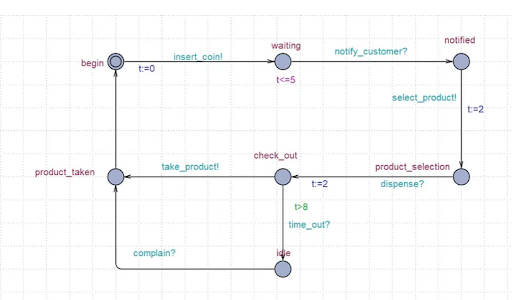 waiting
notified
insert_coin!
notify_customer?
begin
t:=0
t<=5
select_product!
t:=2
check_out
product_taken
take_product!
product_selection
t:=2
dispense?
t>8
time_out?
idle
complain?